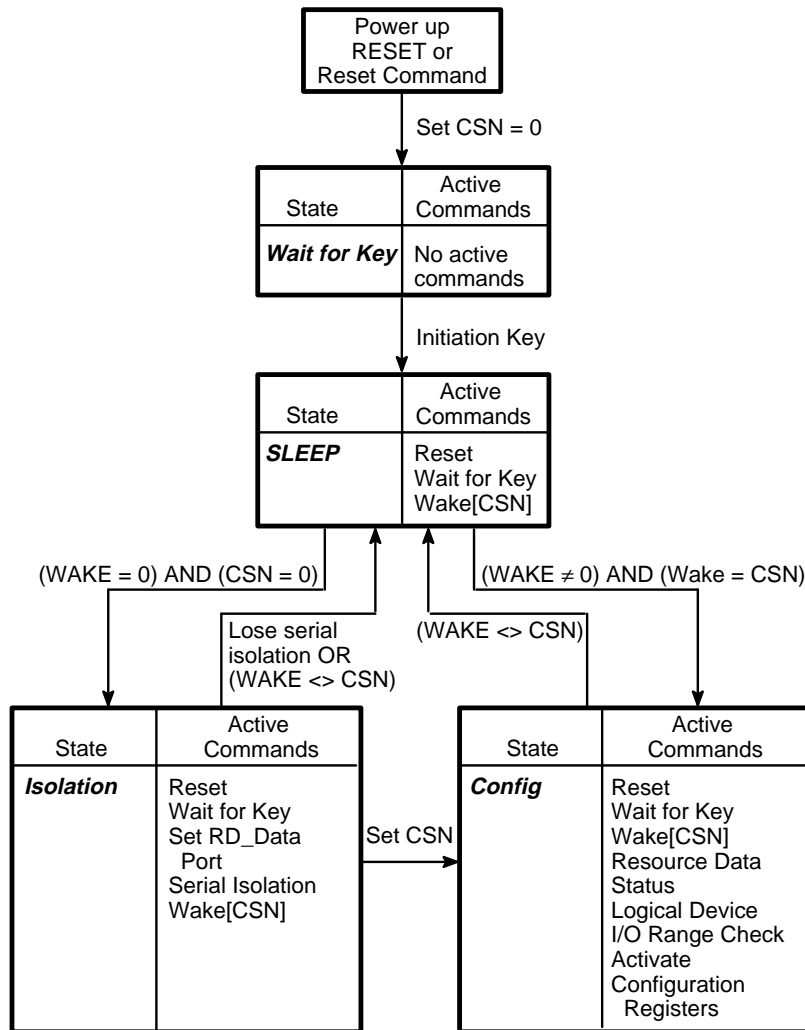 Power up
RESET or
Reset Command
Set CSN = 0
State
Active
Commands
Wait for Key
No active
commands
Initiation Key
State
Active
Commands
SLEEP
Reset
Wait for Key
Wake[CSN]
(WAKE = 0) AND (CSN = 0)
(WAKE ≠ 0) AND (Wake = CSN)
Lose serial
isolation OR
(WAKE <> CSN)
(WAKE <> CSN)
State
Active
Commands
Isolation
Reset
Wait for Key
Set RD_Data
Port
Serial Isolation
Wake[CSN]
Set CSN
State
Active
Commands
Config
Reset
Wait for Key
Wake[CSN]
Resource Data
Status
Logical Device
I/O Range Check
Activate
Configuration
Registers